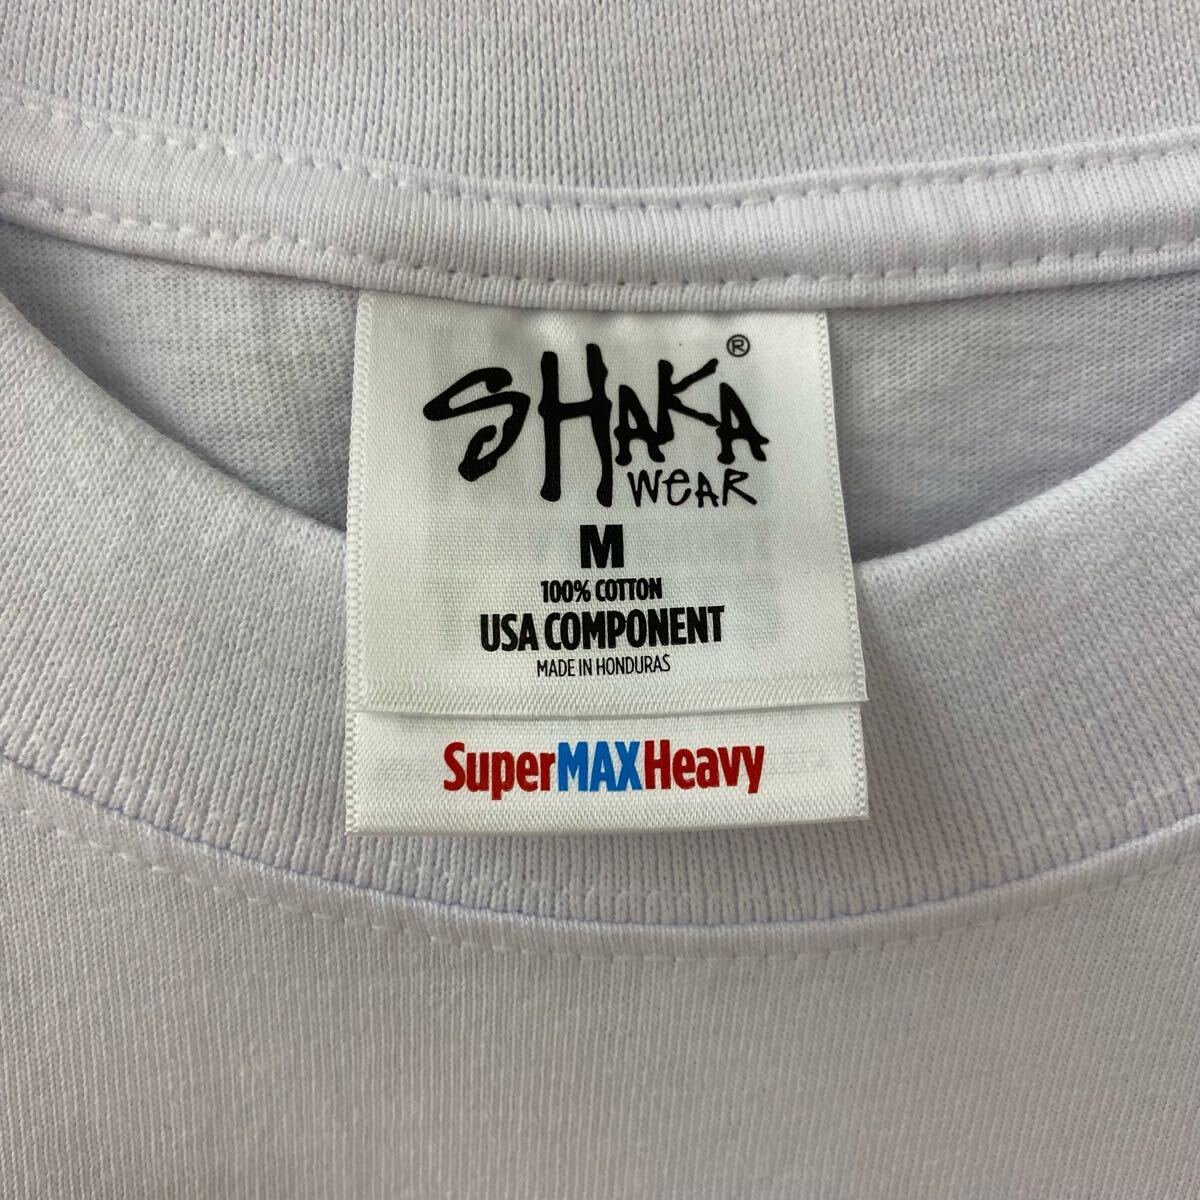 SHAKA ®
WEAR
M
100% COTTON
USA COMPONENT
MADE IN HONDURAS
SuperMAXHeavy